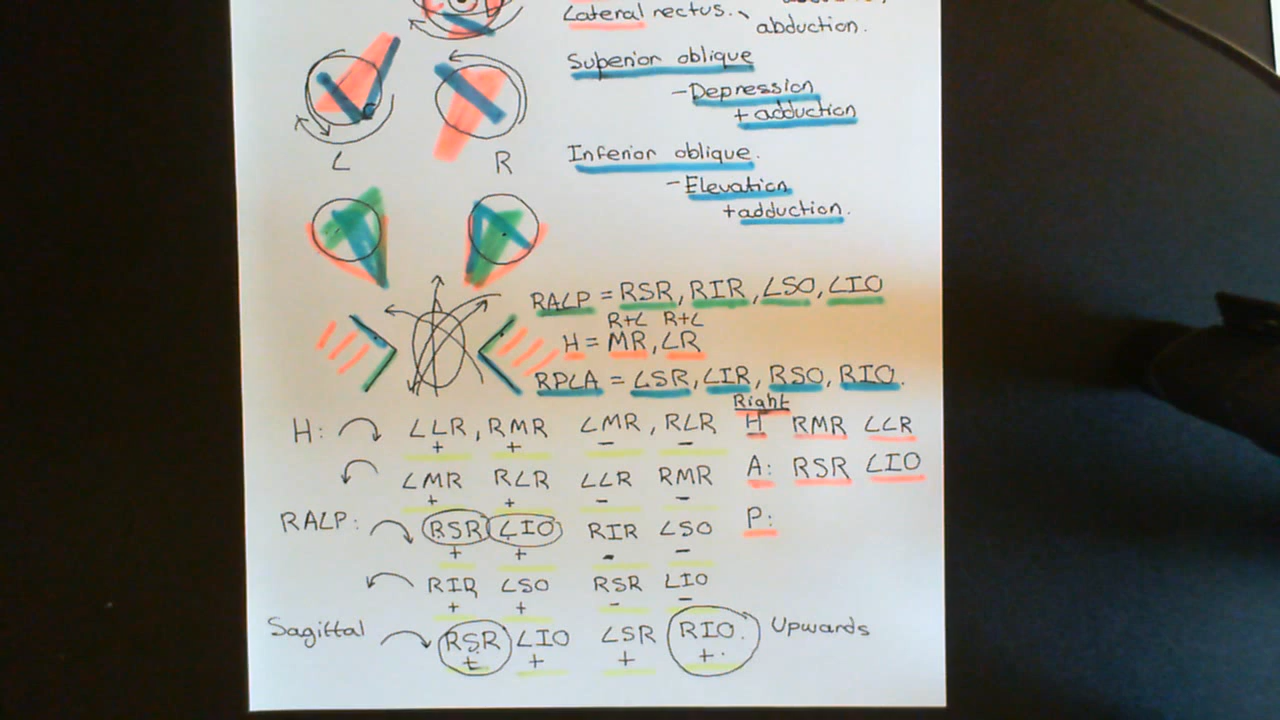 Lateral rectus.
abduction.
Superior oblique
- Depression
+ adduction
L R
Inferior oblique.
- Elevation
+ adduction.
RALP = RSR, RIR, LSO, LIO
R+L R+L
H = MR, LR
RPLA = LSR, LIR, RSO, RIO.
Right
H: LLR, RMR LMR, RLR H RMR LLR
+ + - -
LMR RLR LLR RMR A: RSR LIO
+ + - -
RALP: RSR LIO RIR LSO P:
+ + - -
RIR LSO RSR LIO
+ + - -
Sagittal RSR LIO LSR RIO. Upwards
+ + + +